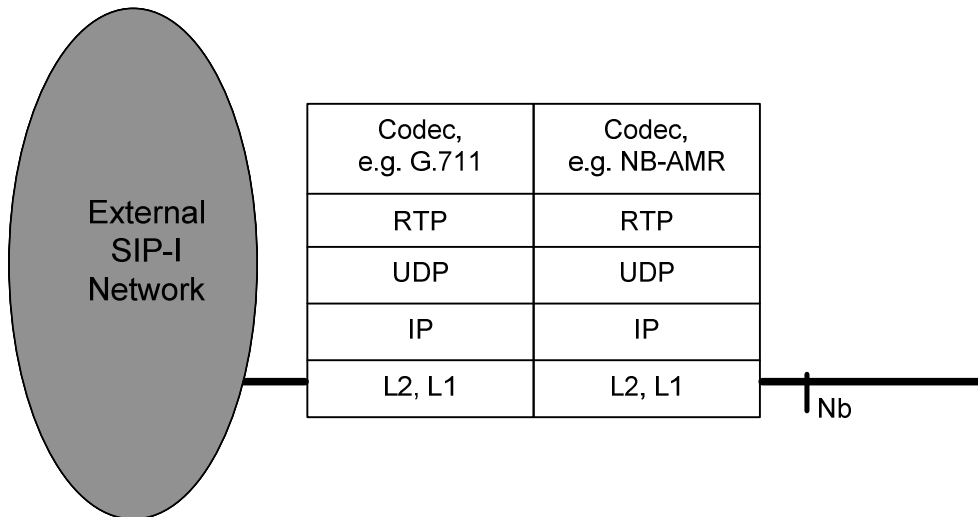 External
SIP-I
Network
Codec,
e.g. G.711
Codec,
e.g. NB-AMR
RTP
RTP
UDP
UDP
IP
IP
L2, L1
L2, L1
Nb